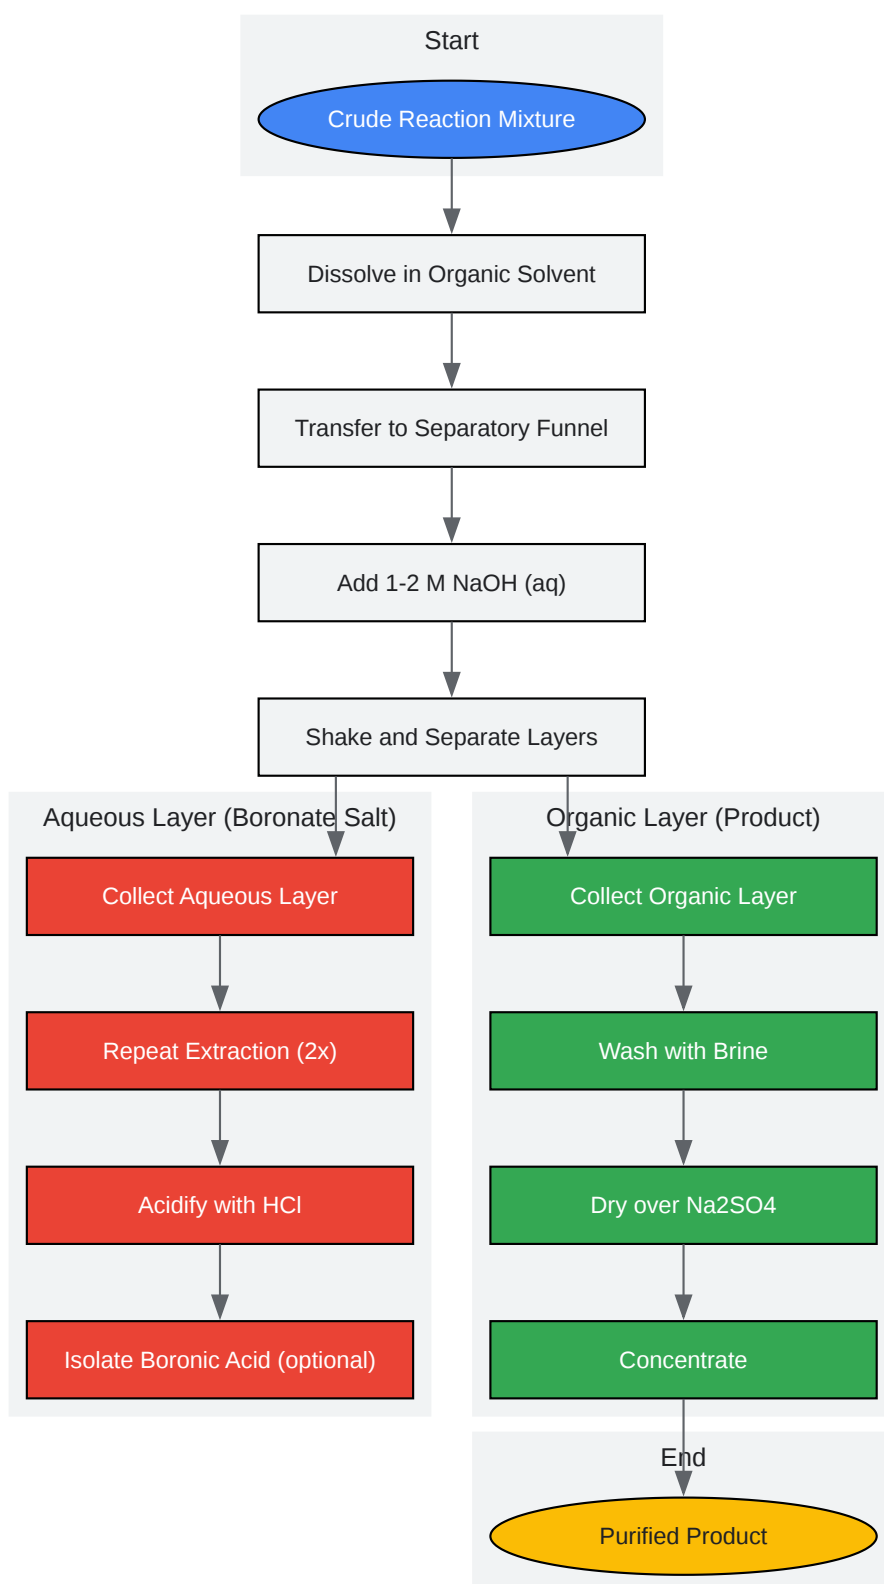 Start
Crude Reaction Mixture
Dissolve in Organic Solvent
Transfer to Separatory Funnel
Add 1-2 M NaOH (aq)
Shake and Separate Layers
Aqueous Layer (Boronate Salt)
Collect Aqueous Layer
Repeat Extraction (2x)
Acidify with HCl
Isolate Boronic Acid (optional)
Organic Layer (Product)
Collect Organic Layer
Wash with Brine
Dry over Na2SO4
Concentrate
End
Purified Product